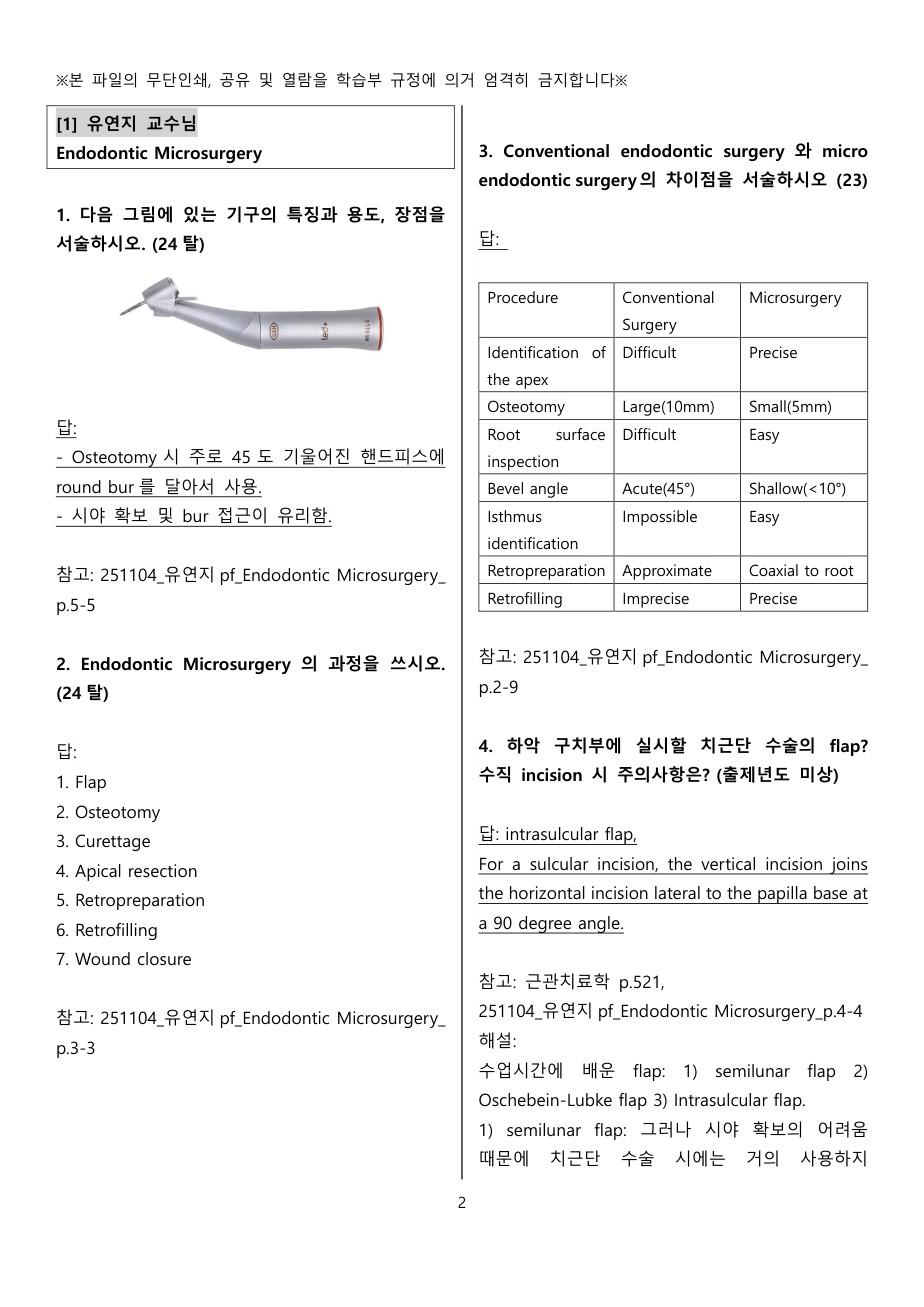 ※본 파일의 무단인쇄, 공유 및 열람을 학습부 규정에 의거 엄격히 금지합니다※
[1] 유연지 교수님
Endodontic Microsurgery
1. 다음 그림에 있는 기구의 특징과 용도, 장점을
서술하시오. (24 탈)
led+
답:
- Osteotomy 시 주로 45 도 기울어진 핸드피스에
round bur 를 달아서 사용.
- 시야 확보 및 bur 접근이 유리함.
참고: 251104_유연지 pf_Endodontic Microsurgery_
p.5-5
2. Endodontic Microsurgery 의 과정을 쓰시오.
(24 탈)
답:
1. Flap
2. Osteotomy
3. Curettage
4. Apical resection
5. Retropreparation
6. Retrofilling
7. Wound closure
참고: 251104_유연지 pf_Endodontic Microsurgery_
p.3-3
3. Conventional endodontic surgery 와 micro
endodontic surgery 의 차이점을 서술하시오 (23)
답:
Procedure Conventional Surgery Microsurgery
Identification of the apex Difficult Precise
Osteotomy Large(10mm) Small(5mm)
Root surface inspection Difficult Easy
Bevel angle Acute(45°) Shallow(<10°)
Isthmus identification Impossible Easy
Retropreparation Approximate Coaxial to root
Retrofilling Imprecise Precise
참고: 251104_유연지 pf_Endodontic Microsurgery_
p.2-9
4. 하악 구치부에 실시할 치근단 수술의 flap?
수직 incision 시 주의사항은? (출제년도 미상)
답: intrasulcular flap,
For a sulcular incision, the vertical incision joins
the horizontal incision lateral to the papilla base at
a 90 degree angle.
참고: 근관치료학 p.521,
251104_유연지 pf_Endodontic Microsurgery_p.4-4
해설:
수업시간에 배운 flap: 1) semilunar flap 2)
Oschebein-Lubke flap 3) Intrasulcular flap.
1) semilunar flap: 그러나 시야 확보의 어려움
때문에 치근단 수술 시에는 거의 사용하지
2